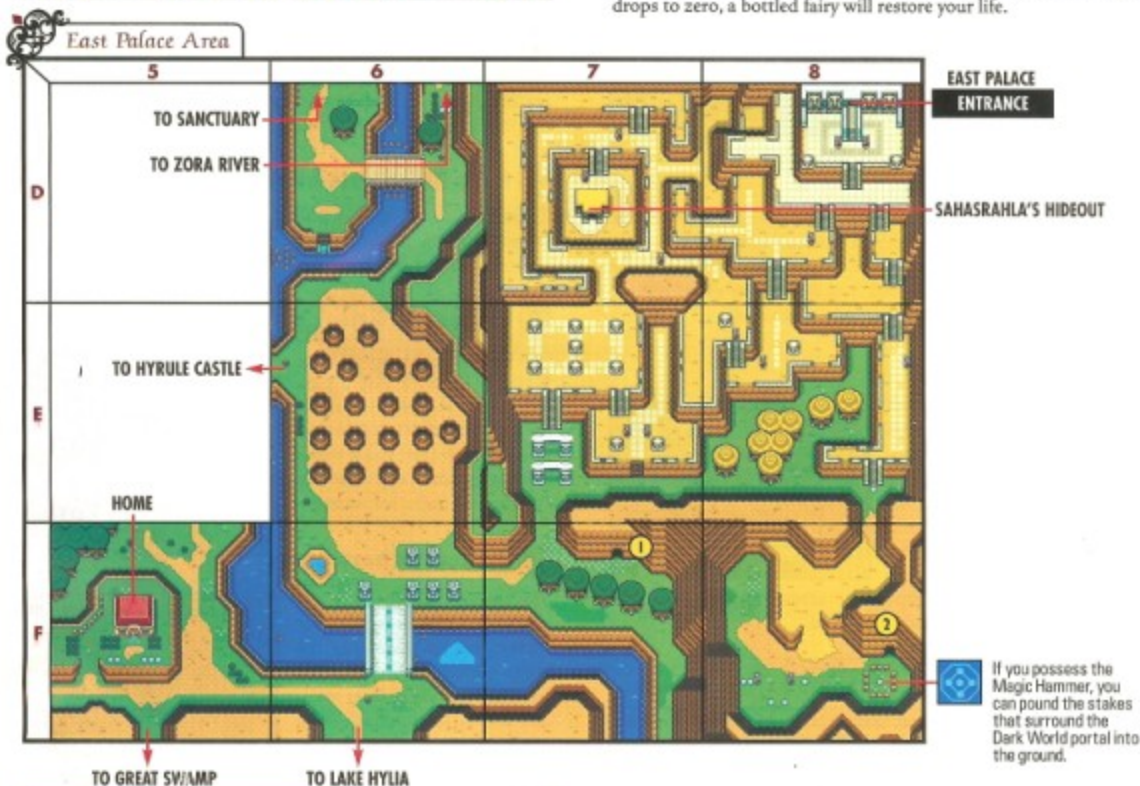 drops to zero, a bottled fairy will restore your life.
East Palace Area
5 6 7 8
EAST PALACE
ENTRANCE
TO SANCTUARY
TO ZORA RIVER
D
SAHASRAHLA'S HIDEOUT
TO HYRULE CASTLE
E
HOME
1
2
F
If you possess the
Magic Hammer, you
can pound the stakes
that surround the
Dark World portal into
the ground.
TO GREAT SWAMP
TO LAKE HYLIA